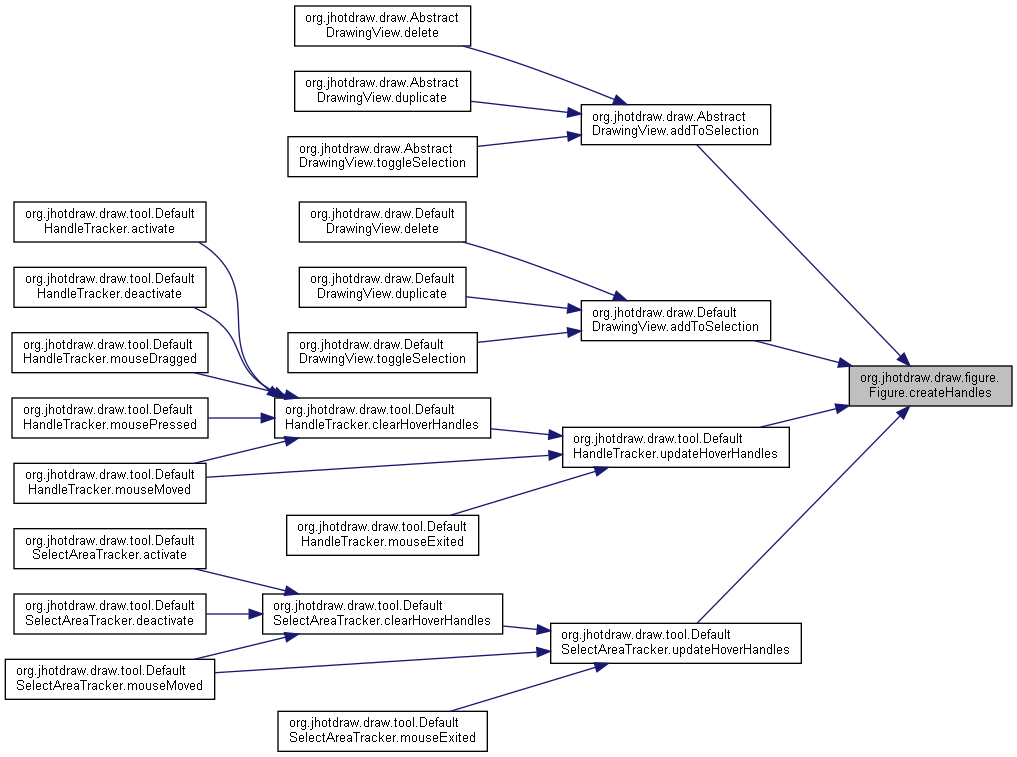 org.jhotdraw.draw.Abstract
DrawingView.delete
org.jhotdraw.draw.Abstract
DrawingView.duplicate
org.jhotdraw.draw.Abstract
DrawingView.addToSelection
org.jhotdraw.draw.Abstract
DrawingView.toggleSelection
org.jhotdraw.draw.tool.Default
HandleTracker.activate
org.jhotdraw.draw.Default
DrawingView.delete
org.jhotdraw.draw.tool.Default
HandleTracker.deactivate
org.jhotdraw.draw.Default
DrawingView.duplicate
org.jhotdraw.draw.Default
DrawingView.addToSelection
org.jhotdraw.draw.tool.Default
HandleTracker.mouseDragged
org.jhotdraw.draw.Default
DrawingView.toggleSelection
org.jhotdraw.draw.figure.
Figure.createHandles
org.jhotdraw.draw.tool.Default
HandleTracker.mousePressed
org.jhotdraw.draw.tool.Default
HandleTracker.clearHoverHandles
org.jhotdraw.draw.tool.Default
HandleTracker.updateHoverHandles
org.jhotdraw.draw.tool.Default
HandleTracker.mouseMoved
org.jhotdraw.draw.tool.Default
HandleTracker.mouseExited
org.jhotdraw.draw.tool.Default
SelectAreaTracker.activate
org.jhotdraw.draw.tool.Default
SelectAreaTracker.deactivate
org.jhotdraw.draw.tool.Default
SelectAreaTracker.clearHoverHandles
org.jhotdraw.draw.tool.Default
SelectAreaTracker.updateHoverHandles
org.jhotdraw.draw.tool.Default
SelectAreaTracker.mouseMoved
org.jhotdraw.draw.tool.Default
SelectAreaTracker.mouseExited